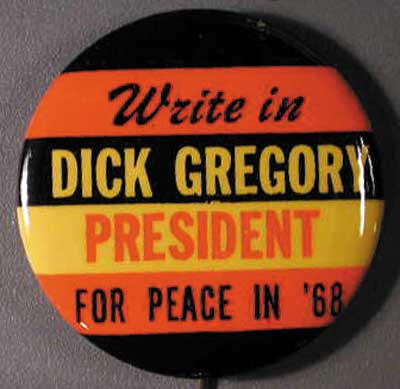 Write in
DICK GREGORY
PRESIDENT
FOR PEACE IN '68